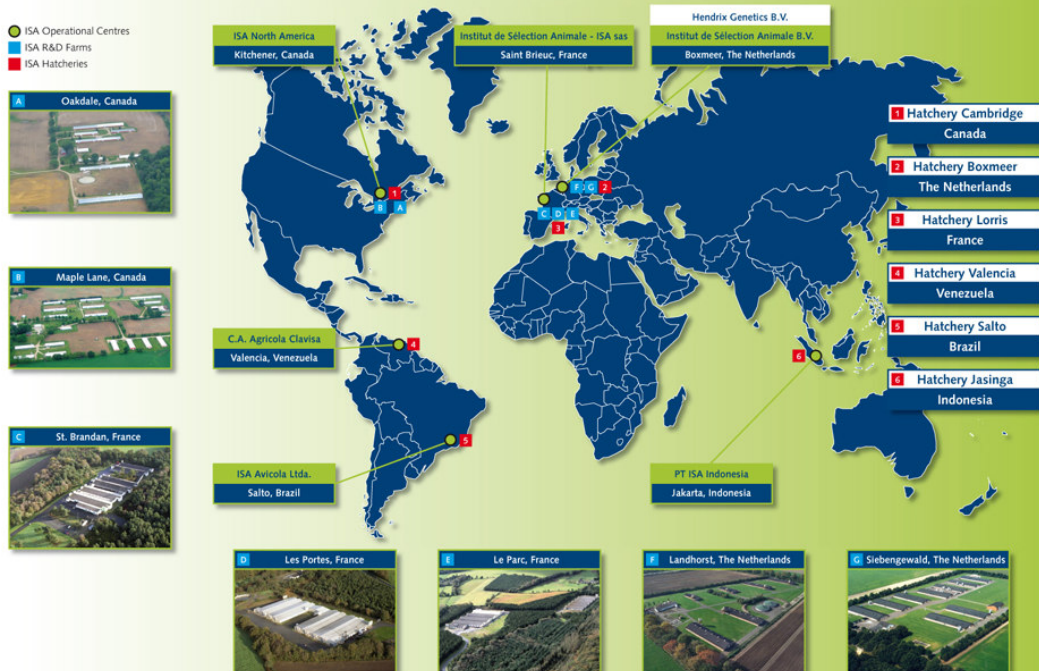 ISA Operational Centres
ISA R&D Farms
ISA Hatcheries
ISA North America
Kitchener, Canada
Institut de Sélection Animale - ISA sas
Saint Brieuc, France
Hendrix Genetics B.V.
Institut de Sélection Animale B.V.
Boxmeer, The Netherlands
A Oakdale, Canada
B Maple Lane, Canada
C St. Brandan, France
1 Hatchery Cambridge
Canada
2 Hatchery Boxmeer
The Netherlands
3 Hatchery Lorris
France
4 Hatchery Valencia
Venezuela
5 Hatchery Salto
Brazil
6 Hatchery Jasinga
Indonesia
1
B A
F G 2
C D E
3
C.A. Agricola Clavisa
Valencia, Venezuela
4
6
5
ISA Avicola Ltda.
Salto, Brazil
PT ISA Indonesia
Jakarta, Indonesia
D Les Portes, France
E Le Parc, France
F Landhorst, The Netherlands
G Siebengewald, The Netherlands